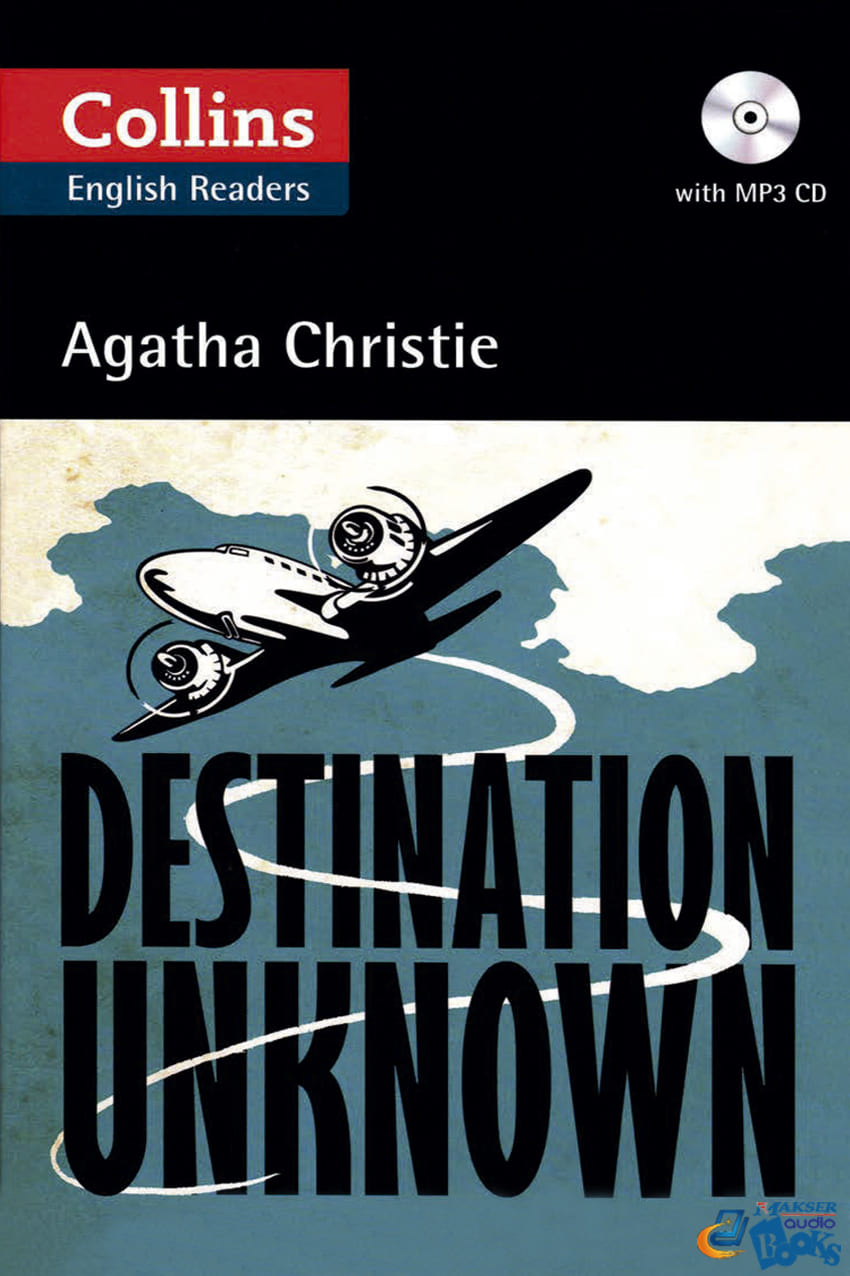 Collins
English Readers
with MP3 CD
Agatha Christie
DESTINATION
UNKNOWN
MAKSER
audio
BOOKS